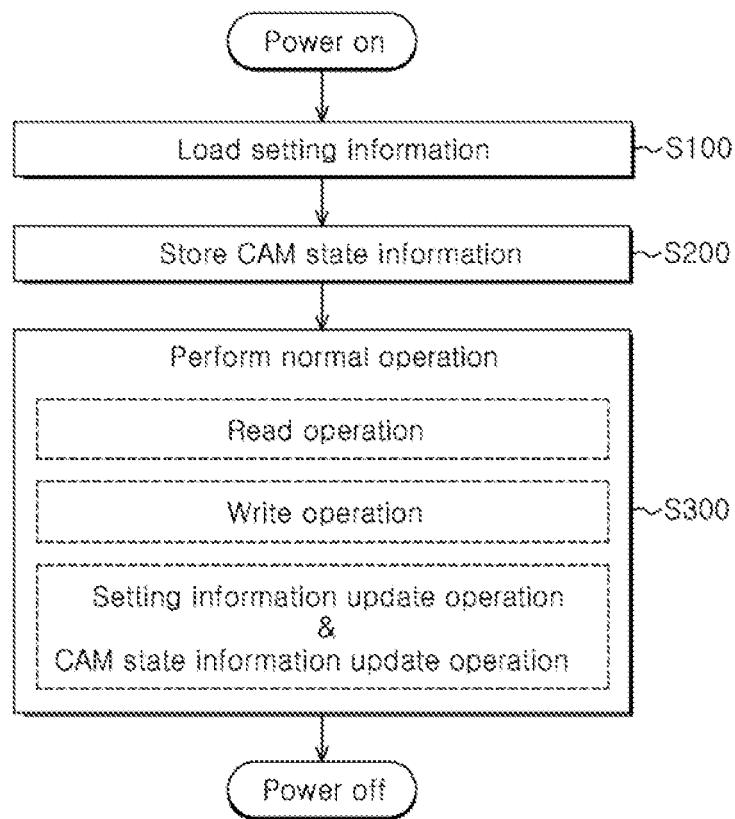 Power on
Load setting information
S100
Store CAM state information
S200
Perform normal operation
Read operation
Write operation
S300
Setting information update operation
&
CAM state information update operation
Power off